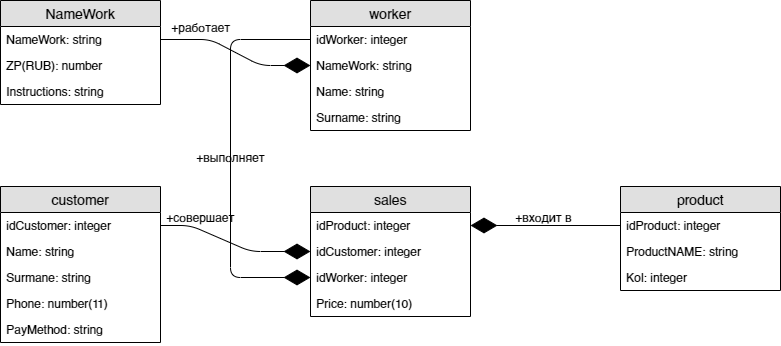 NameWork
NameWork: string
ZP(RUB): number
Instructions: string
+работает
worker
idWorker: integer
NameWork: string
Name: string
Surname: string
+выполняет
customer
idCustomer: integer
Name: string
Surmane: string
Phone: number(11)
PayMethod: string
+совершает
sales
idProduct: integer
idCustomer: integer
idWorker: integer
Price: number(10)
+входит в
product
idProduct: integer
ProductNAME: string
Kol: integer